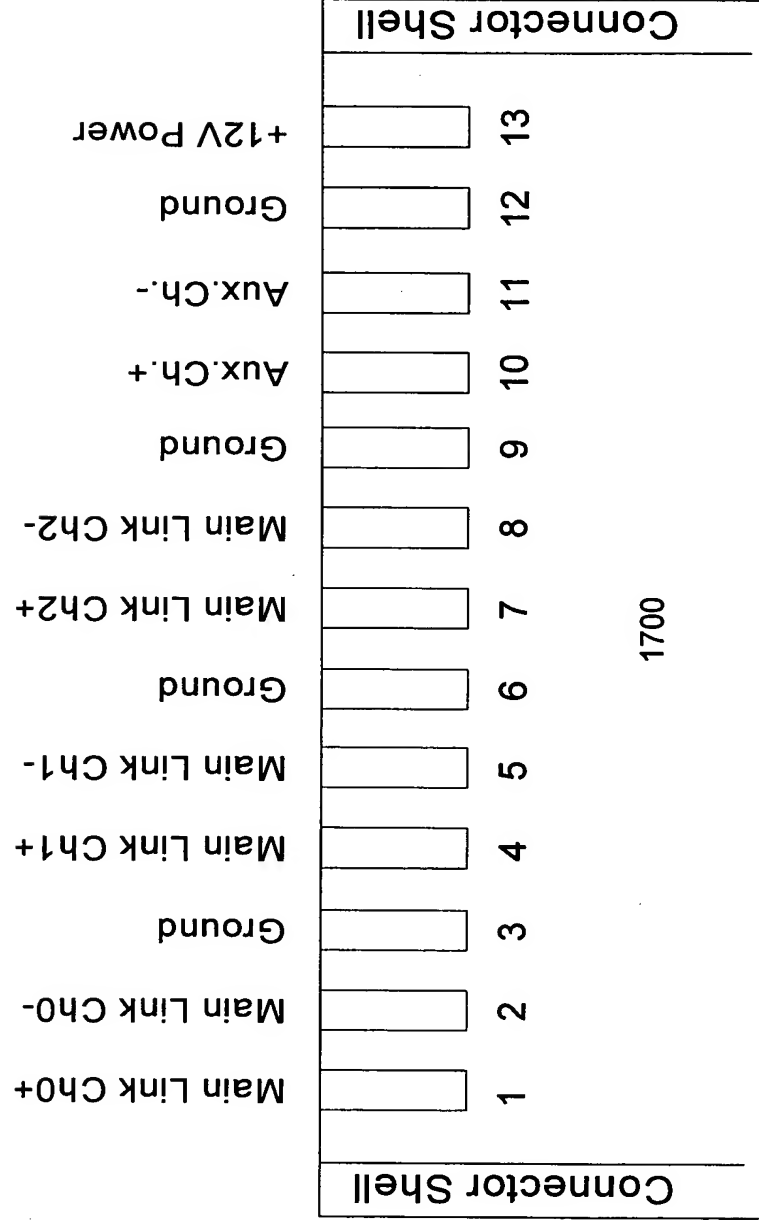 Connector Shell
Main Link Ch0+
1
Main Link Ch0-
2
Ground
3
Main Link Ch1+
4
Main Link Ch1-
5
Ground
6
Main Link Ch2+
7
Main Link Ch2-
8
Ground
9
Aux.Ch.+
10
Aux.Ch.-
11
Ground
12
+12V Power
13
Connector Shell
1700